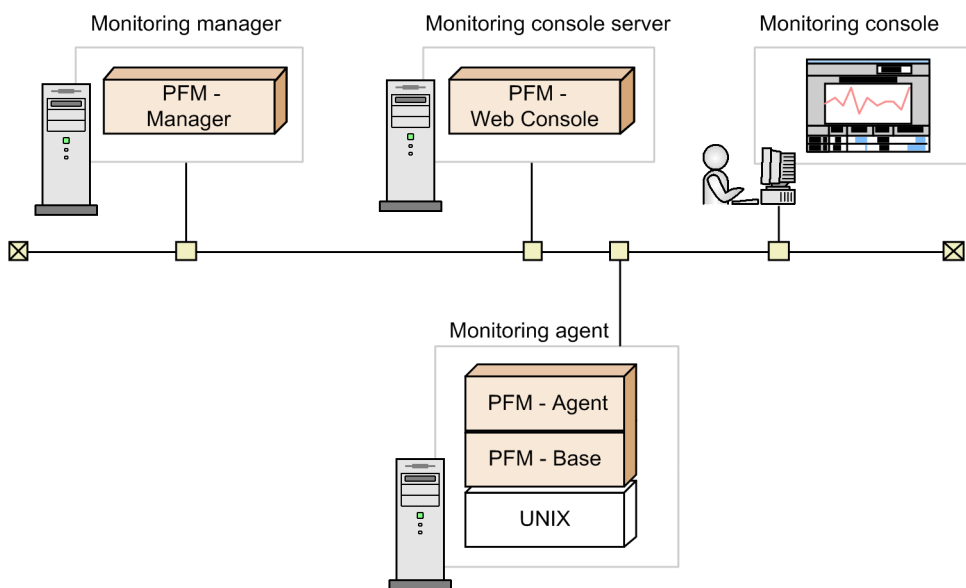 Monitoring manager
Monitoring console server
Monitoring console
PFM -
Manager
PFM -
Web Console
Monitoring agent
PFM - Agent
PFM - Base
UNIX